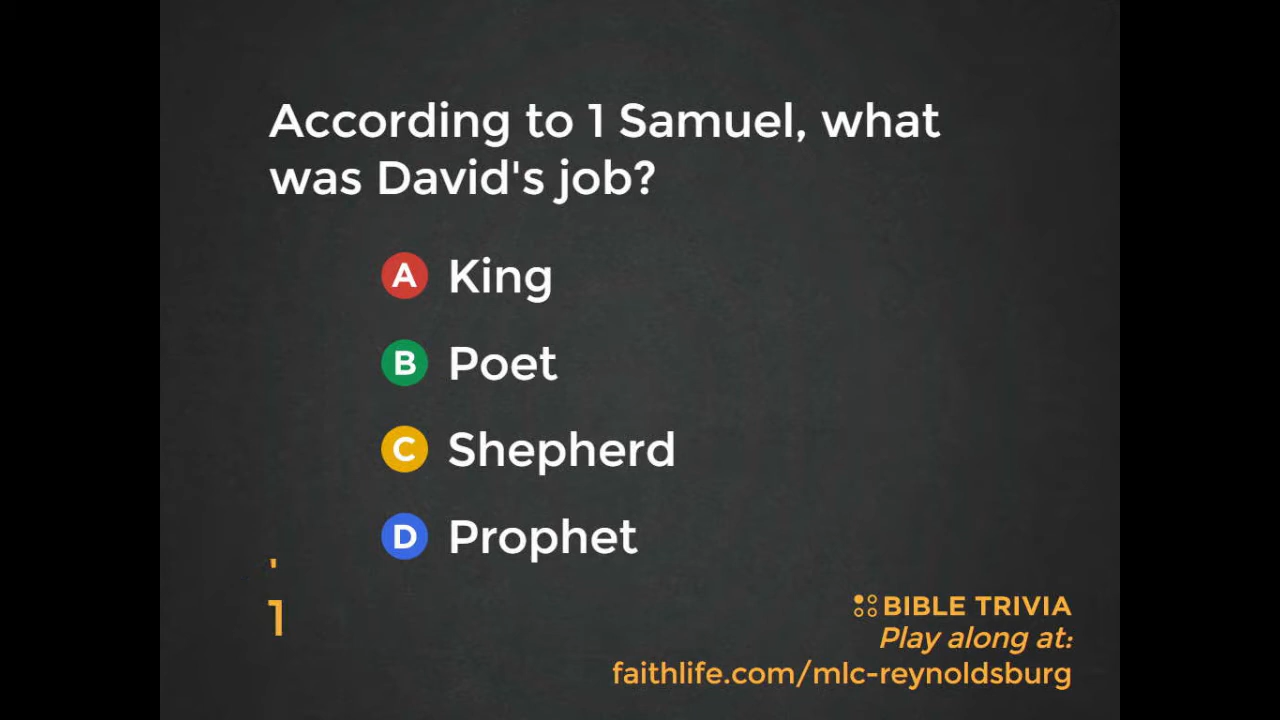 According to 1 Samuel, what
was David's job?
A King
B Poet
C Shepherd
D Prophet
1
BIBLE TRIVIA
Play along at:
faithlife.com/mlc-reynoldsburg